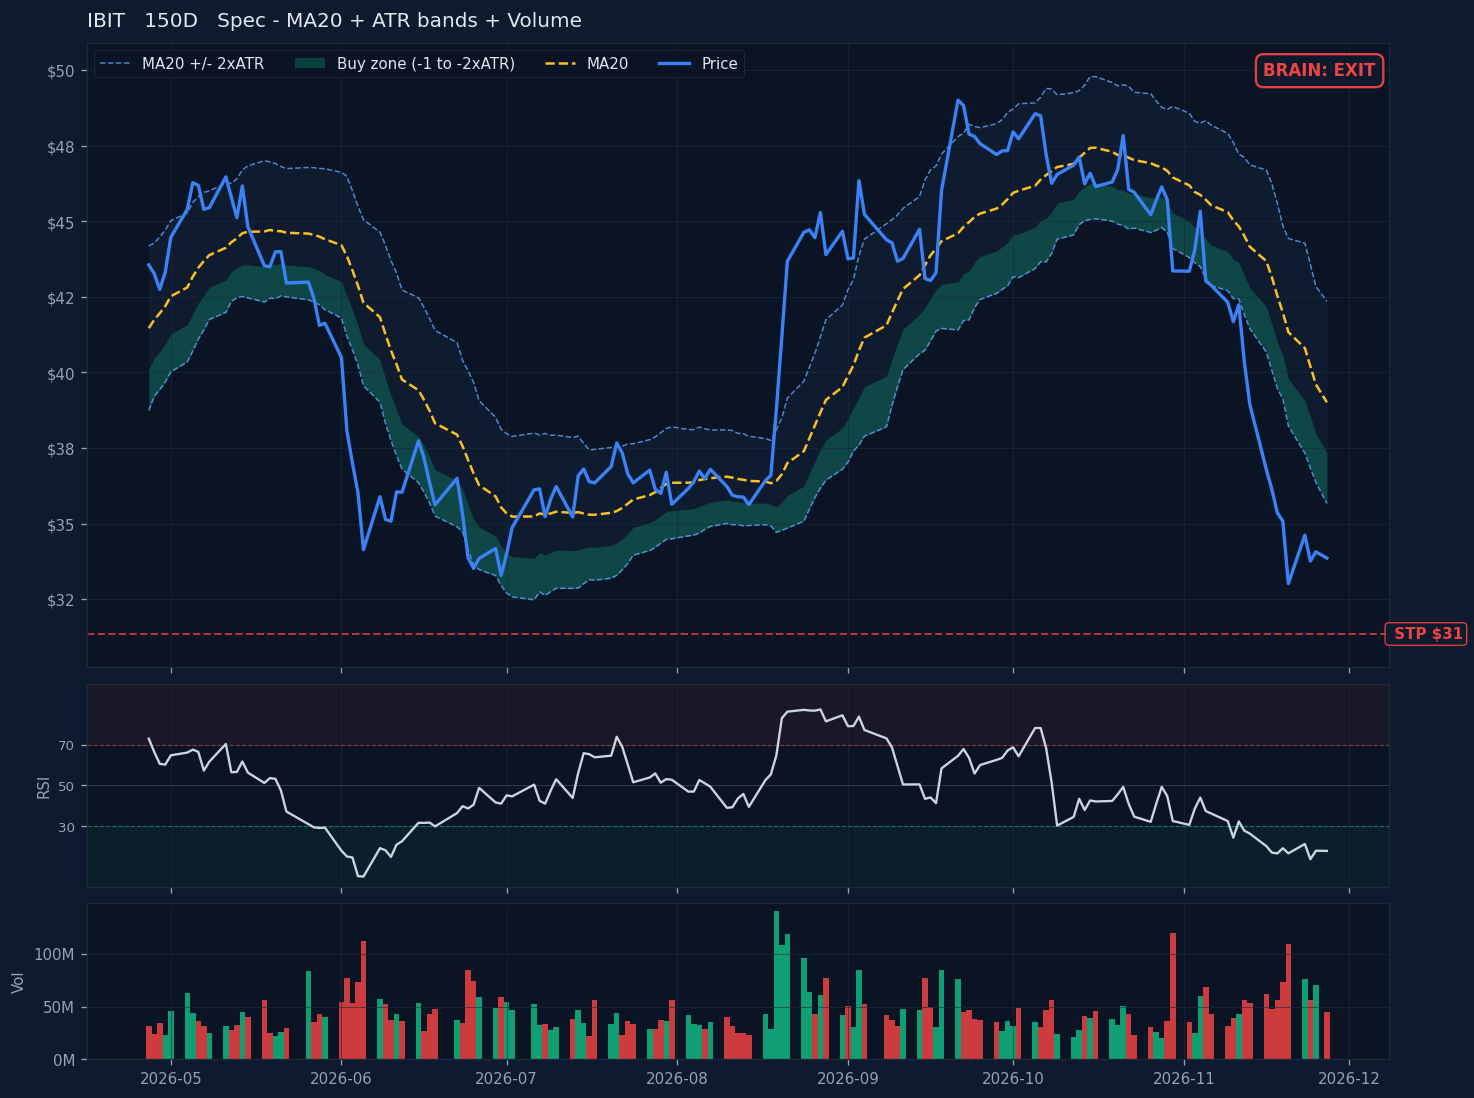 IBIT   150D   Spec - MA20 + ATR bands + Volume
MA20 +/- 2xATR
Buy zone (-1 to -2xATR)
MA20
Price
BRAIN: EXIT
$50
$48
$45
$42
$40
$38
$35
$32
STP $31
RSI
70
50
30
Vol
100M
50M
0M
2026-05
2026-06
2026-07
2026-08
2026-09
2026-10
2026-11
2026-12